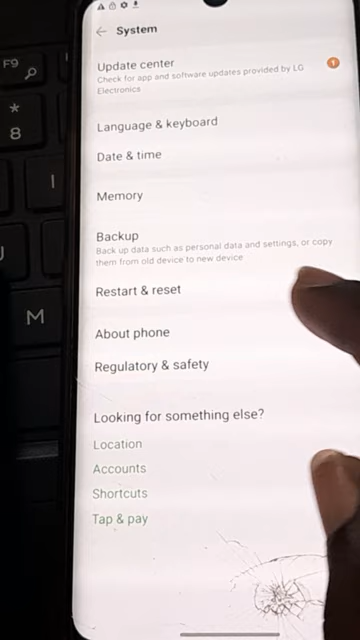 System
Update center
Check for app and software updates provided by LG
Electronics
1
Language & keyboard
Date & time
Memory
Backup
Back up data such as personal data and settings, or copy
them from old device to new device
Restart & reset
About phone
Regulatory & safety
Looking for something else?
Location
Accounts
Shortcuts
Tap & pay
F9
*
8
I
J
M